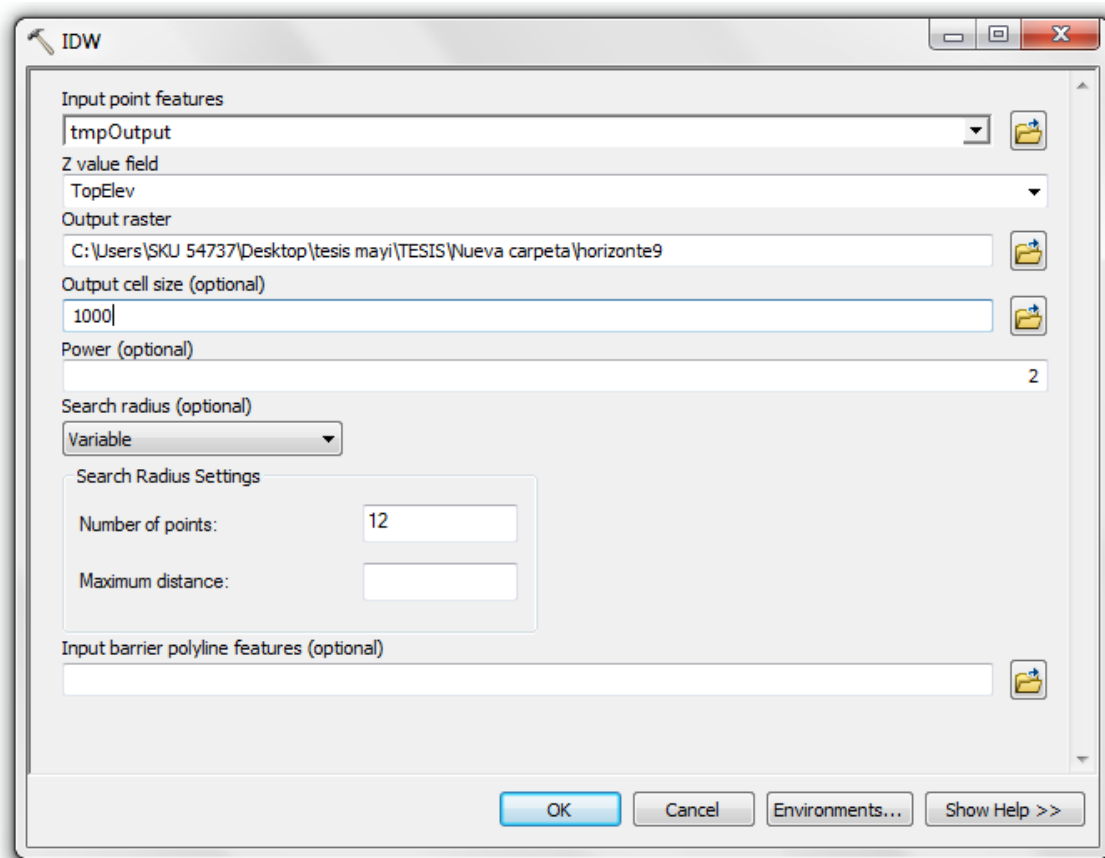 IDW
Input point features
tmpOutput
Z value field
TopElev
Output raster
C:\Users\SKU 54737\Desktop\tesis mayi\TESIS\Nueva carpeta\horizonte9
Output cell size (optional)
1000
Power (optional)
2
Search radius (optional)
Variable
Search Radius Settings
Number of points:
12
Maximum distance:
Input barrier polyline features (optional)
OK
Cancel
Environments...
Show Help >>